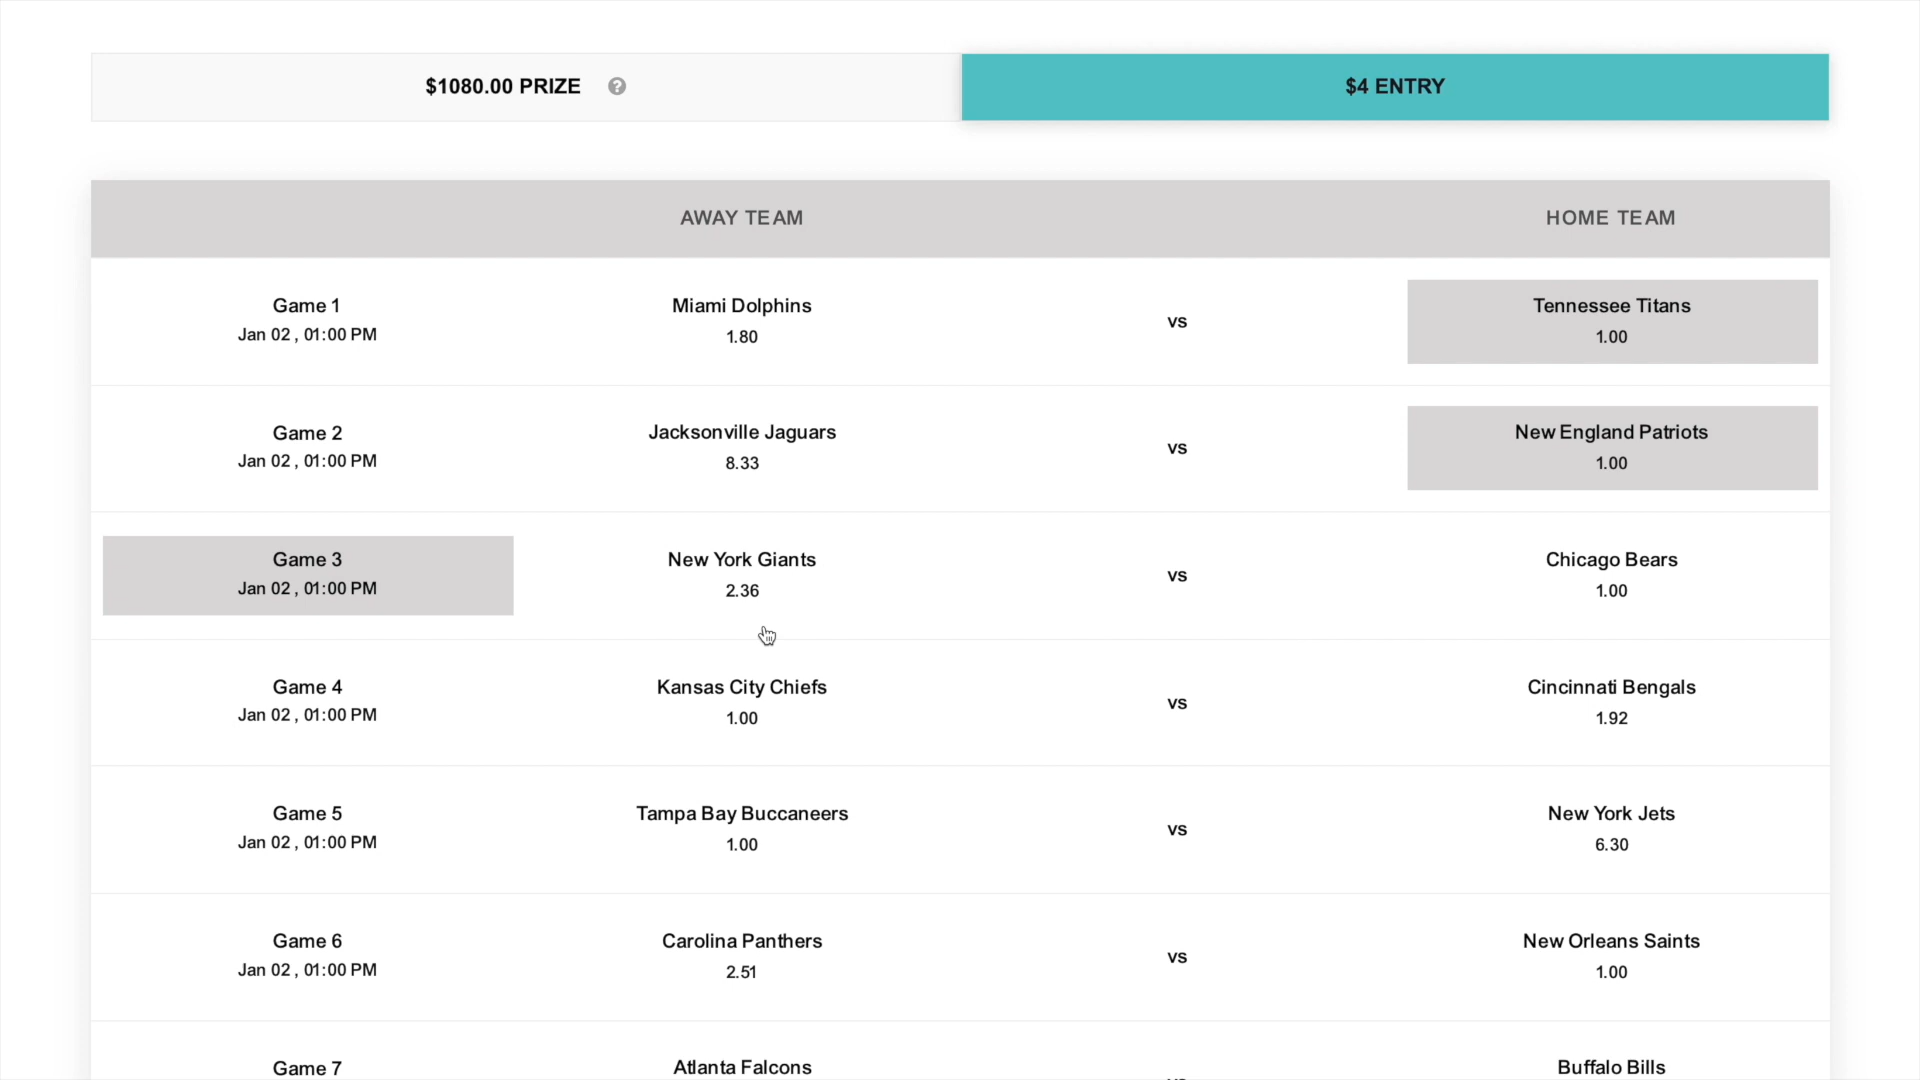 $1080.00 PRIZE ?
$4 ENTRY
AWAY TEAM HOME TEAM
Game 1
Jan 02 , 01:00 PM
Miami Dolphins
1.80
vs
Tennessee Titans
1.00
Game 2
Jan 02 , 01:00 PM
Jacksonville Jaguars
8.33
vs
New England Patriots
1.00
Game 3
Jan 02 , 01:00 PM
New York Giants
2.36
vs
Chicago Bears
1.00
Game 4
Jan 02 , 01:00 PM
Kansas City Chiefs
1.00
vs
Cincinnati Bengals
1.92
Game 5
Jan 02 , 01:00 PM
Tampa Bay Buccaneers
1.00
vs
New York Jets
6.30
Game 6
Jan 02 , 01:00 PM
Carolina Panthers
2.51
vs
New Orleans Saints
1.00
Game 7
Atlanta Falcons
Buffalo Bills